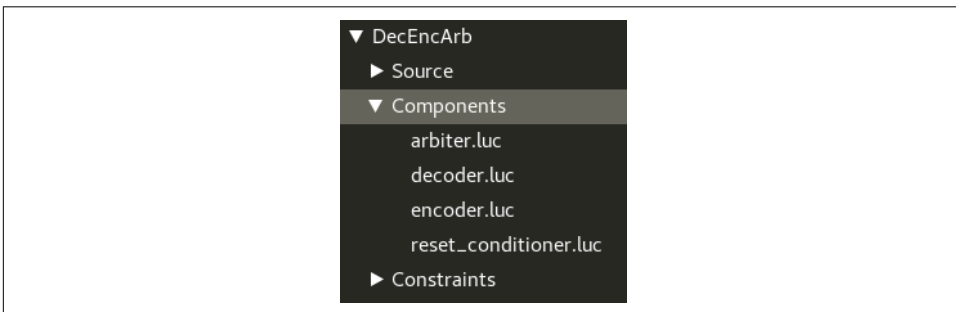 DecEncArb
Source
Components
arbiter.luc
decoder.luc
encoder.luc
reset_conditioner.luc
Constraints